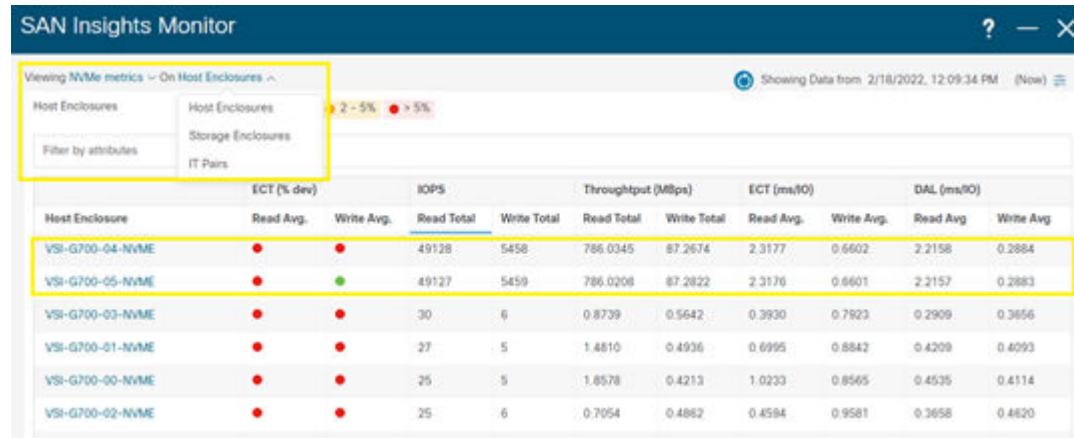 SAN Insights Monitor ? — X
Viewing NVMe metrics On Host Enclosures Showing Data from 2/18/2022, 12:09:34 PM (Now)
Host Enclosures 2 - 5% > 5%
Host Enclosures
Storage Enclosures
IT Pairs
Filter by attributes
ECT (% dev) IOPS Throughtput (MBps) ECT (ms/IO) DAL (ms/IO)
Host Enclosure Read Avg. Write Avg. Read Total Write Total Read Total Write Total Read Avg. Write Avg. Read Avg Write Avg
VSI-G700-04-NVME 49128 5458 786.0345 87.2674 2.3177 0.6602 2.2158 0.2884
VSI-G700-05-NVME 49127 5459 786.0208 87.2822 2.3176 0.6601 2.2157 0.2883
VSI-G700-03-NVME 30 6 0.8739 0.5642 0.3930 0.7923 0.2909 0.3656
VSI-G700-01-NVME 27 5 1.4810 0.4936 0.6995 0.8842 0.4209 0.4093
VSI-G700-00-NVME 25 5 1.8578 0.4213 1.0233 0.8565 0.4535 0.4114
VSI-G700-02-NVME 25 6 0.7054 0.4862 0.4594 0.9581 0.3658 0.4620